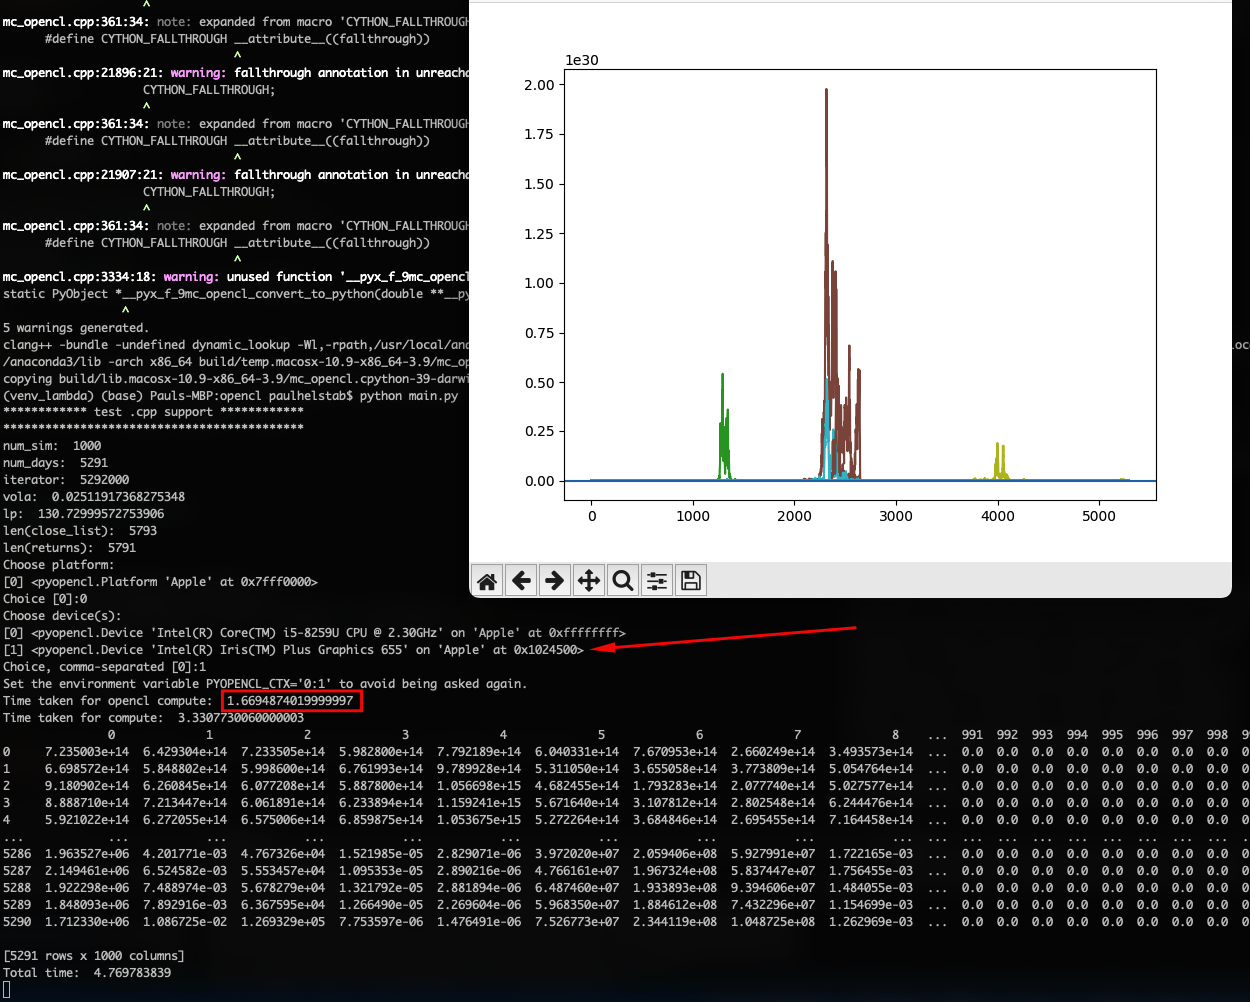 mc_opencl.cpp:361:34: note: expanded from macro 'CYTHON_FALLTHROUGH
#define CYTHON_FALLTHROUGH __attribute__((fallthrough))
^
mc_opencl.cpp:21896:21: warning: fallthrough annotation in unreacha
CYTHON_FALLTHROUGH;
^
mc_opencl.cpp:361:34: note: expanded from macro 'CYTHON_FALLTHROUGH
#define CYTHON_FALLTHROUGH __attribute__((fallthrough))
^
mc_opencl.cpp:21907:21: warning: fallthrough annotation in unreacha
CYTHON_FALLTHROUGH;
^
mc_opencl.cpp:361:34: note: expanded from macro 'CYTHON_FALLTHROUGH
#define CYTHON_FALLTHROUGH __attribute__((fallthrough))
^
mc_opencl.cpp:3334:18: warning: unused function '__pyx_f_9mc_opencl
static PyObject *__pyx_f_9mc_opencl_convert_to_python(double **__py
^
5 warnings generated.
clang++ -bundle -undefined dynamic_lookup -Wl,-rpath,/usr/local/ana
/anaconda3/lib -arch x86_64 build/temp.macosx-10.9-x86_64-3.9/mc_op
copying build/lib.macosx-10.9-x86_64-3.9/mc_opencl.cpython-39-darwi
(venv_lambda) (base) Pauls-MBP:opencl paulhelstab$ python main.py
************ test .cpp support ************
*******************************************
num_sim:  1000
num_days:  5291
iterator:  5292000
vola:  0.02511917368275348
lp:  130.72999572753906
len(close_list):  5793
len(returns):  5791
Choose platform:
[0] <pyopencl.Platform 'Apple' at 0x7fff0000>
Choice [0]:0
Choose device(s):
[0] <pyopencl.Device 'Intel(R) Core(TM) i5-8259U CPU @ 2.30GHz' on 'Apple' at 0xffffffff>
[1] <pyopencl.Device 'Intel(R) Iris(TM) Plus Graphics 655' on 'Apple' at 0x1024500>
Choice, comma-separated [0]:1
Set the environment variable PYOPENCL_CTX='0:1' to avoid being asked again.
Time taken for opencl compute:  1.6694874019999997
Time taken for compute:  3.3307730060000003
0 1 2 3 4 5 6 7 8 ... 991 992 993 994 995 996 997 998 9
0 7.235003e+14 6.429304e+14 7.233505e+14 5.982800e+14 7.792189e+14 6.040331e+14 7.670953e+14 2.660249e+14 3.493573e+14 ... 0.0 0.0 0.0 0.0 0.0 0.0 0.0 0.0 0
1 6.698572e+14 5.848802e+14 5.998600e+14 6.761993e+14 9.789928e+14 5.311050e+14 3.655058e+14 3.773809e+14 5.054764e+14 ... 0.0 0.0 0.0 0.0 0.0 0.0 0.0 0.0 0
2 9.180902e+14 6.260845e+14 6.077208e+14 5.887800e+14 1.056698e+15 4.682455e+14 1.793283e+14 2.077740e+14 5.027577e+14 ... 0.0 0.0 0.0 0.0 0.0 0.0 0.0 0.0 0
3 8.888710e+14 7.213447e+14 6.061891e+14 6.233894e+14 1.159241e+15 5.671640e+14 3.107812e+14 2.802548e+14 6.244476e+14 ... 0.0 0.0 0.0 0.0 0.0 0.0 0.0 0.0 0
4 5.921022e+14 6.272055e+14 6.575006e+14 6.859875e+14 1.053675e+15 5.272264e+14 3.684846e+14 2.695455e+14 7.164458e+14 ... 0.0 0.0 0.0 0.0 0.0 0.0 0.0 0.0 0
... ... ... ... ... ... ... ... ... ... ... ... ... ... ... ... ... ... ...
5286 1.963527e+06 4.201771e-03 4.767326e+04 1.521985e-05 2.829071e-06 3.972020e+07 2.059406e+08 5.927991e+07 1.722165e-03 ... 0.0 0.0 0.0 0.0 0.0 0.0 0.0 0.0 0
5287 2.149461e+06 6.524582e-03 5.553457e+04 1.095353e-05 2.890216e-06 4.766161e+07 1.967324e+08 5.837447e+07 1.756455e-03 ... 0.0 0.0 0.0 0.0 0.0 0.0 0.0 0.0 0
5288 1.922298e+06 7.488974e-03 5.678279e+04 1.321792e-05 2.881894e-06 6.487460e+07 1.933893e+08 9.394606e+07 1.484055e-03 ... 0.0 0.0 0.0 0.0 0.0 0.0 0.0 0.0 0
5289 1.848093e+06 7.892916e-03 6.367595e+04 1.266490e-05 2.269604e-06 5.968350e+07 1.884612e+08 7.432296e+07 1.154699e-03 ... 0.0 0.0 0.0 0.0 0.0 0.0 0.0 0.0 0
5290 1.712330e+06 1.086725e-02 1.269329e+05 7.753597e-06 1.476491e-06 7.526773e+07 2.344119e+08 1.048725e+08 1.262969e-03 ... 0.0 0.0 0.0 0.0 0.0 0.0 0.0 0.0 0
[5291 rows x 1000 columns]
Total time:  4.769783839
1e30
2.00
1.75
1.50
1.25
1.00
0.75
0.50
0.25
0.00
0 1000 2000 3000 4000 5000